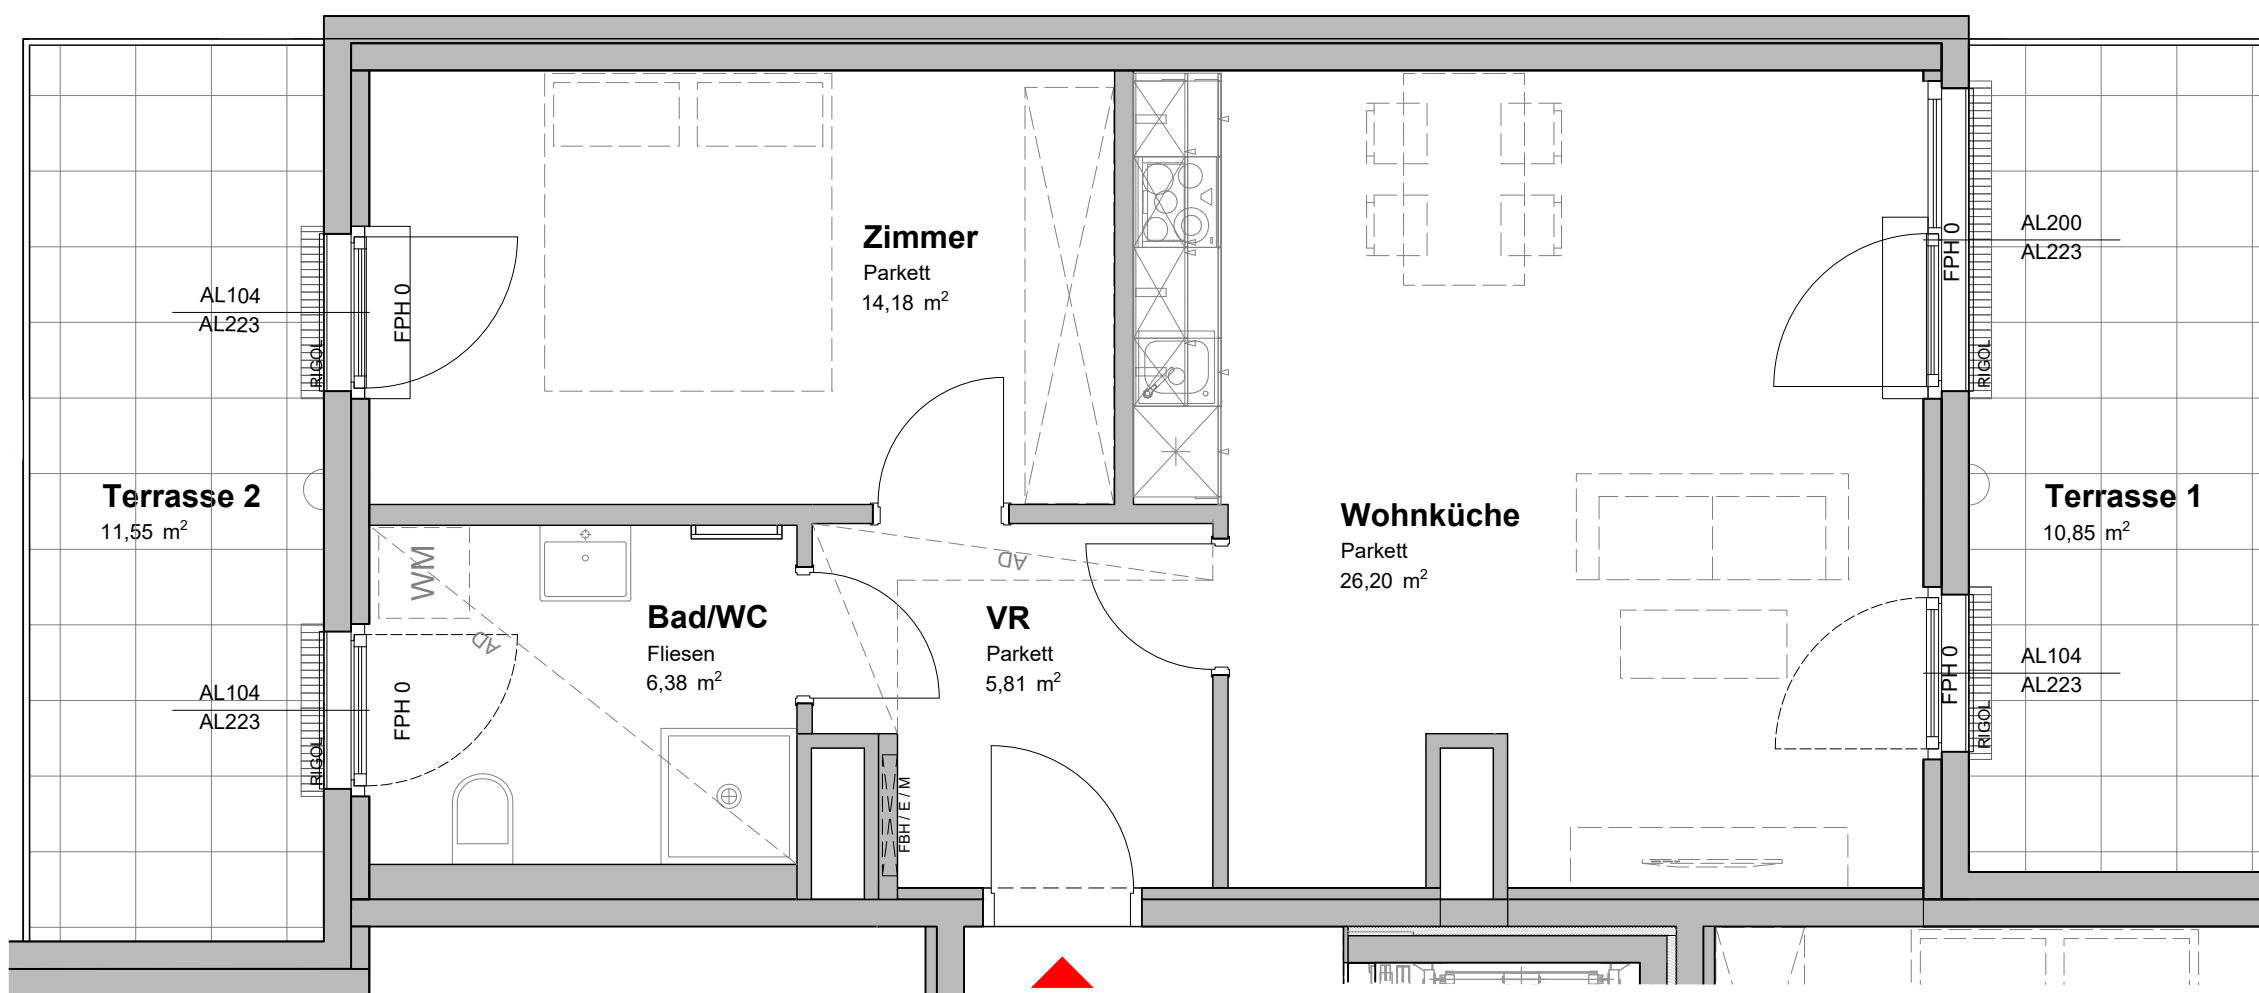 Zimmer
Parkett
14,18 m²
AL104
AL223
FPH 0
RIGOL
AL200
AL223
FPH 0
RIGOL
Terrasse 2
11,55 m²
Wohnküche
Parkett
26,20 m²
Terrasse 1
10,85 m²
WM
AD
AD
Bad/WC
Fliesen
6,38 m²
VR
Parkett
5,81 m²
AL104
AL223
FPH 0
RIGOL
AL104
AL223
FPH 0
RIGOL
FBH / E / M